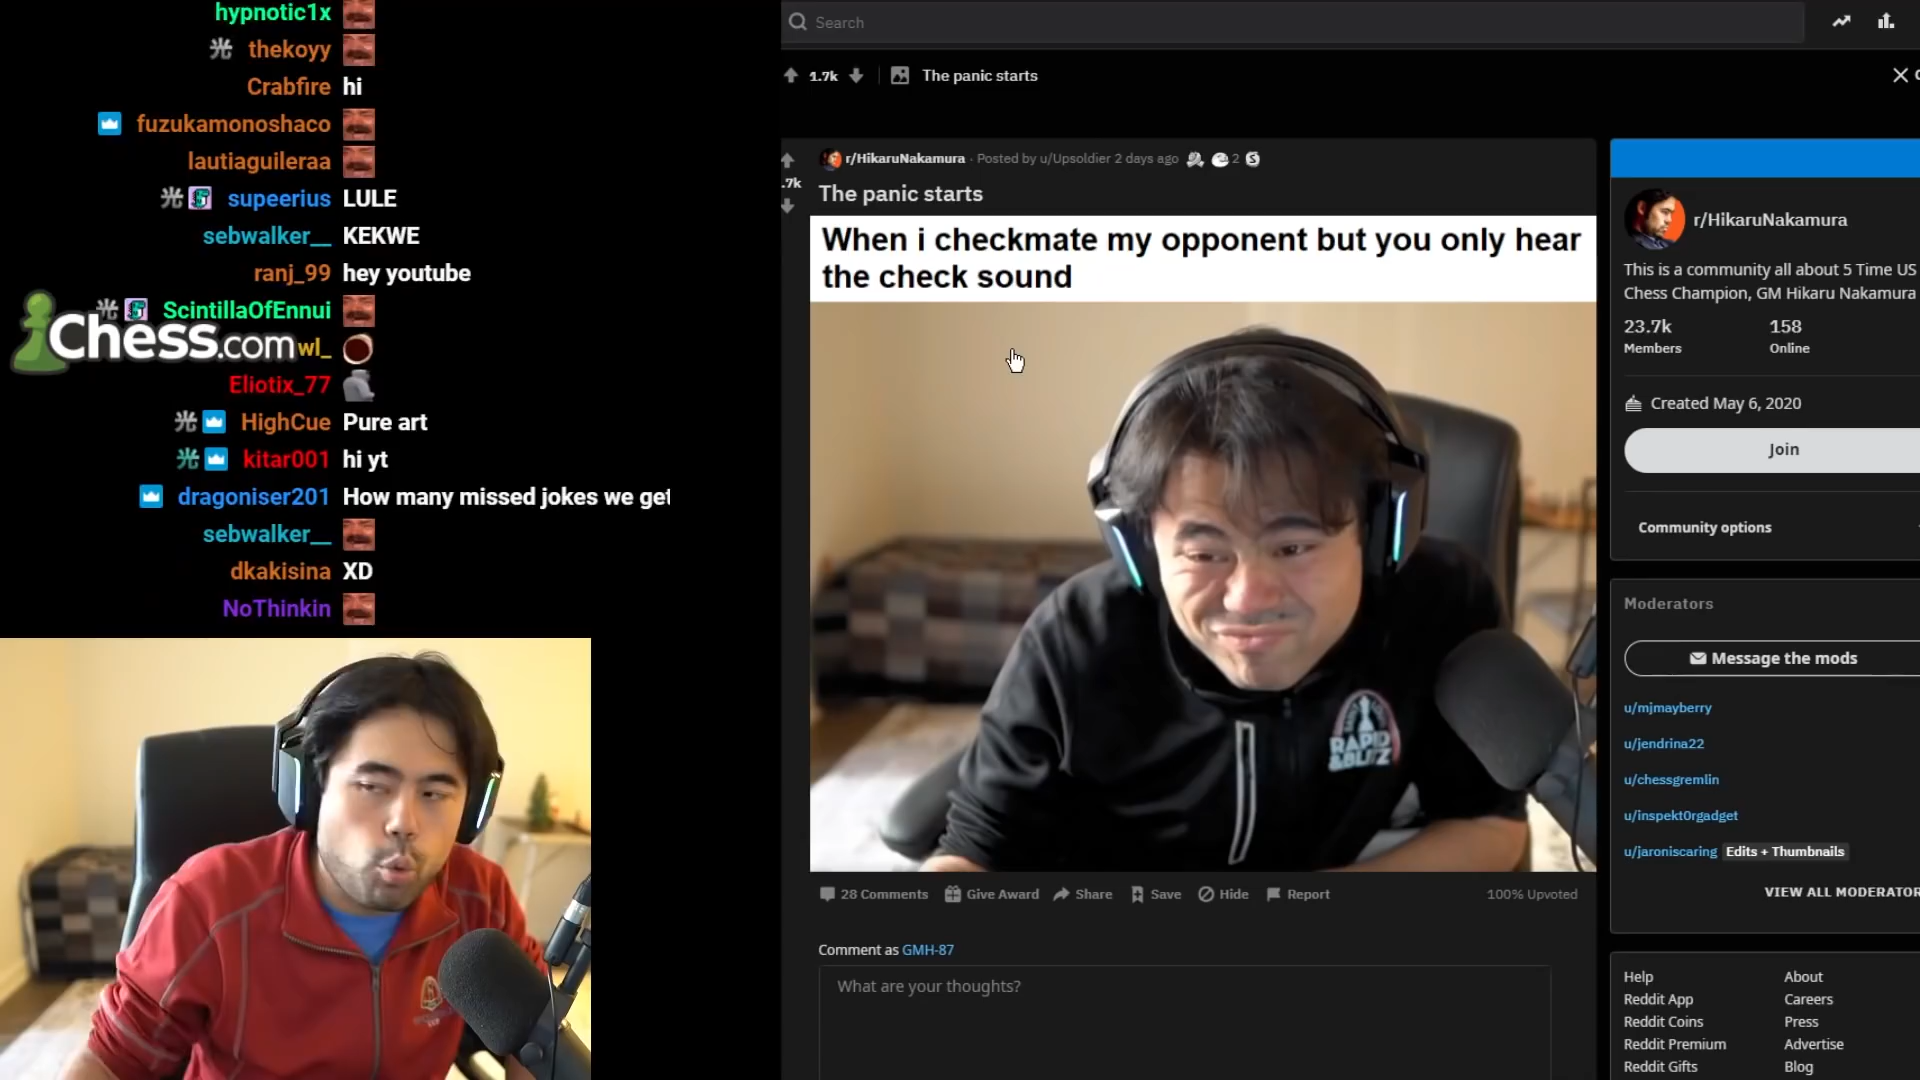 hypnotic1x
光 thekoyy
Crabfire hi
fuzukamonoshaco
lautiaguileraa
光 supeerius LULE
sebwalker__ KEKWE
ranj_99 hey youtube
光 ScintillaOfEnnui
Chess.com
wl_
Eliotix_77
光 HighCue Pure art
光 kitar001 hi yt
dragoniser201 How many missed jokes we get
sebwalker__
dkakisina XD
NoThinkin
Search
1.7k The panic starts
r/HikaruNakamura · Posted by u/Upsoldier 2 days ago 2 S
.7k
The panic starts
When i checkmate my opponent but you only hear
the check sound
RAPID
&BLITZ
28 Comments Give Award Share Save Hide Report 100% Upvoted
Comment as GMH-87
What are your thoughts?
r/HikaruNakamura
This is a community all about 5 Time US
Chess Champion, GM Hikaru Nakamura
23.7k 158
Members Online
Created May 6, 2020
Join
Community options
Moderators
Message the mods
u/mjmayberry
u/jendrina22
u/chessgremlin
u/inspekt0rgadget
u/jaroniscaring Edits + Thumbnails
VIEW ALL MODERATOR
Help About
Reddit App Careers
Reddit Coins Press
Reddit Premium Advertise
Reddit Gifts Blog